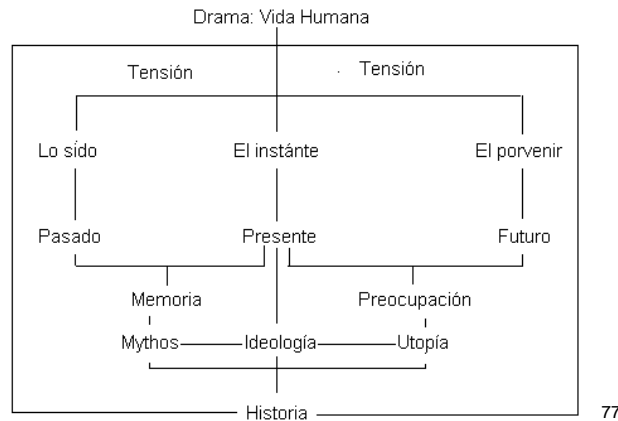 Drama: Vida Humana
Tensión Tensión
Lo sído El instánte El porvenir
Pasado Presente Futuro
Memoria Preocupación
Mythos Ideología Utopía
Historia 77